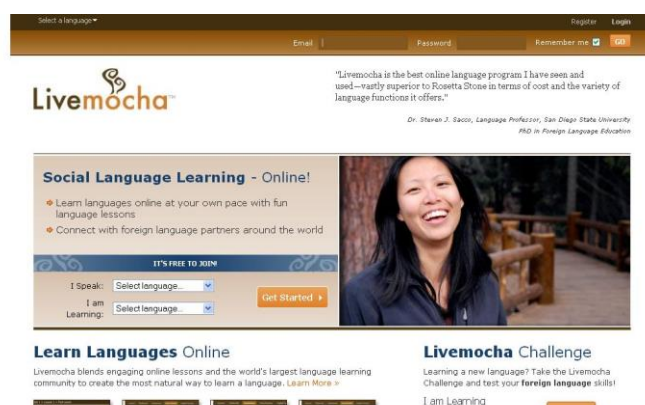 Select a language
Register Login
Email Password Remember me GO
Livemocha
"Livemocha is the best online language program I have seen and
used—vastly superior to Rosetta Stone in terms of cost and the variety of
language functions it offers."
Dr. Steven J. Sacco, Language Professor, San Diego State University
PhD in Foreign Language Education
Social Language Learning - Online!
Learn languages online at your own pace with fun
language lessons
Connect with foreign language partners around the world
IT'S FREE TO JOIN!
I Speak: Select language...
I am
Learning: Select language...
Get Started
Learn Languages Online
Livemocha blends engaging online lessons and the world's largest language learning
community to create the most natural way to learn a language. Learn More »
Livemocha Challenge
Learning a new language? Take the Livemocha
Challenge and test your foreign language skills!
I am Learning